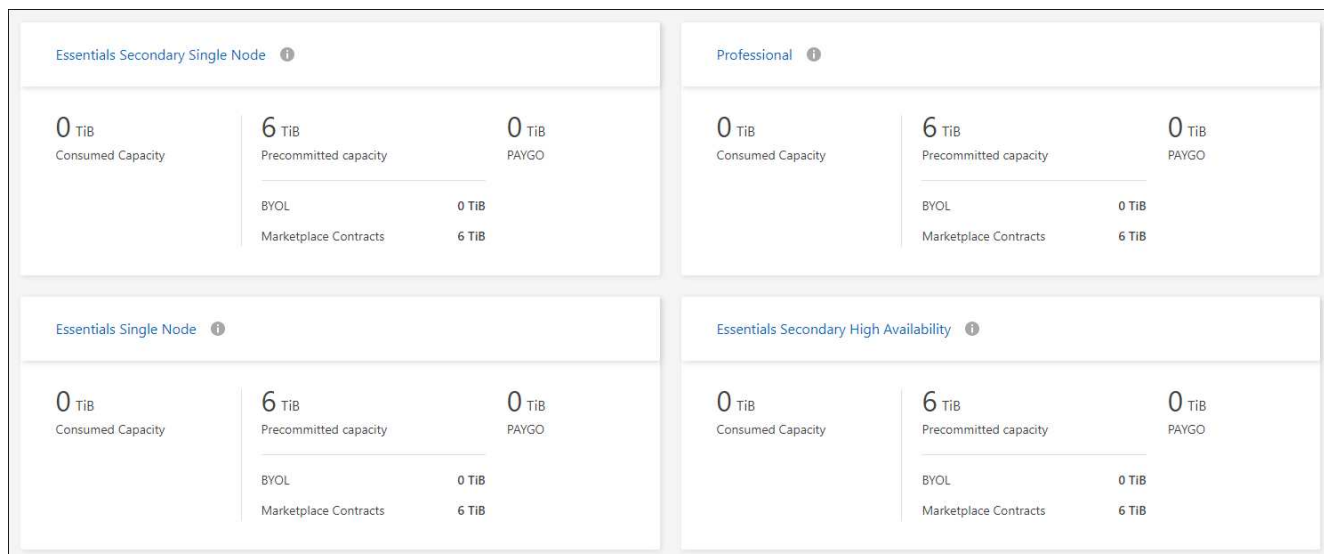 Essentials Secondary Single Node
0 TiB
Consumed Capacity
6 TiB
Precommitted capacity
0 TiB
PAYGO
BYOL 0 TiB
Marketplace Contracts 6 TiB
Professional
0 TiB
Consumed Capacity
6 TiB
Precommitted capacity
0 TiB
PAYGO
BYOL 0 TiB
Marketplace Contracts 6 TiB
Essentials Single Node
0 TiB
Consumed Capacity
6 TiB
Precommitted capacity
0 TiB
PAYGO
BYOL 0 TiB
Marketplace Contracts 6 TiB
Essentials Secondary High Availability
0 TiB
Consumed Capacity
6 TiB
Precommitted capacity
0 TiB
PAYGO
BYOL 0 TiB
Marketplace Contracts 6 TiB